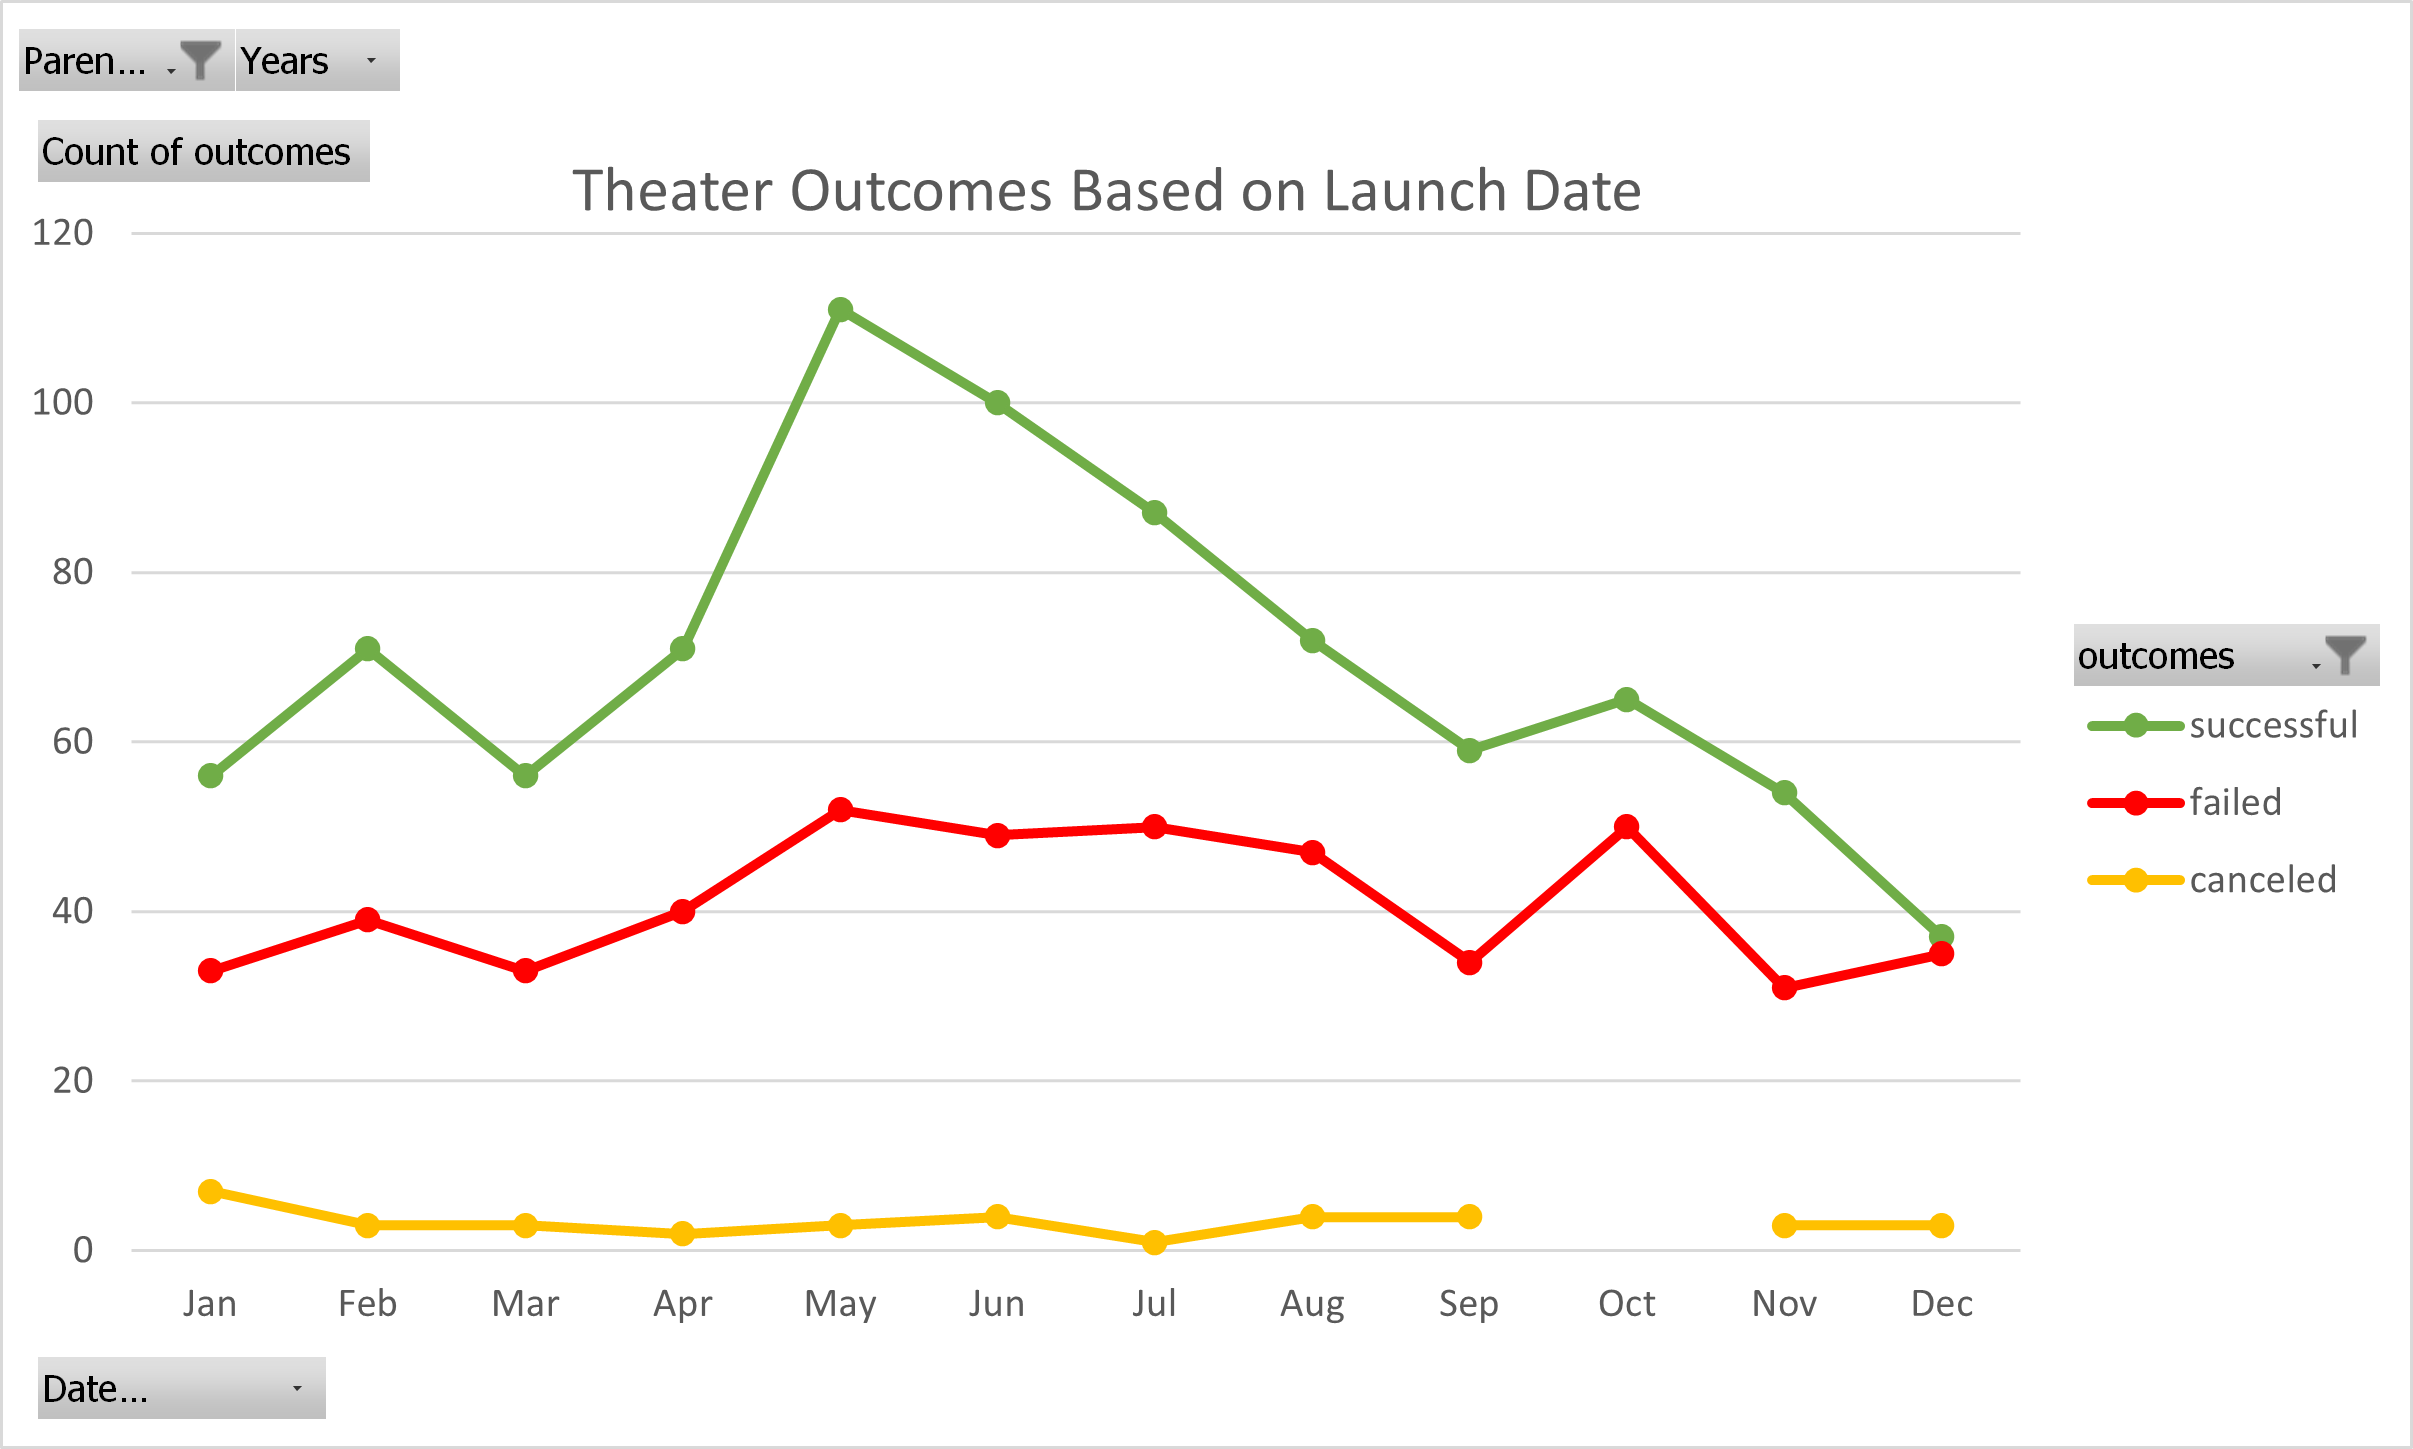 Paren... Years
Count of outcomes
Theater Outcomes Based on Launch Date
120
100
80
60
40
20
0
Jan Feb Mar Apr May Jun Jul Aug Sep Oct Nov Dec
outcomes
successful
failed
canceled
Date...